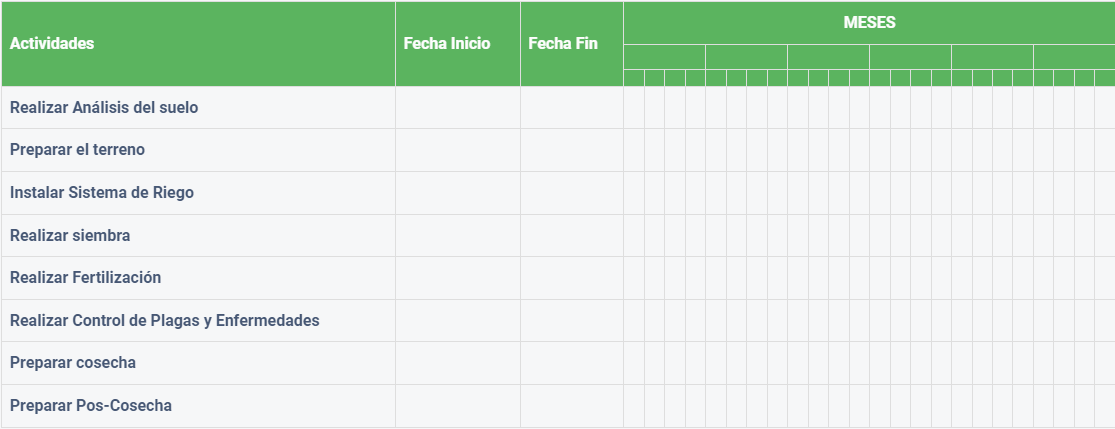 Actividades
Fecha Inicio
Fecha Fin
MESES
Realizar Análisis del suelo
Preparar el terreno
Instalar Sistema de Riego
Realizar siembra
Realizar Fertilización
Realizar Control de Plagas y Enfermedades
Preparar cosecha
Preparar Pos-Cosecha